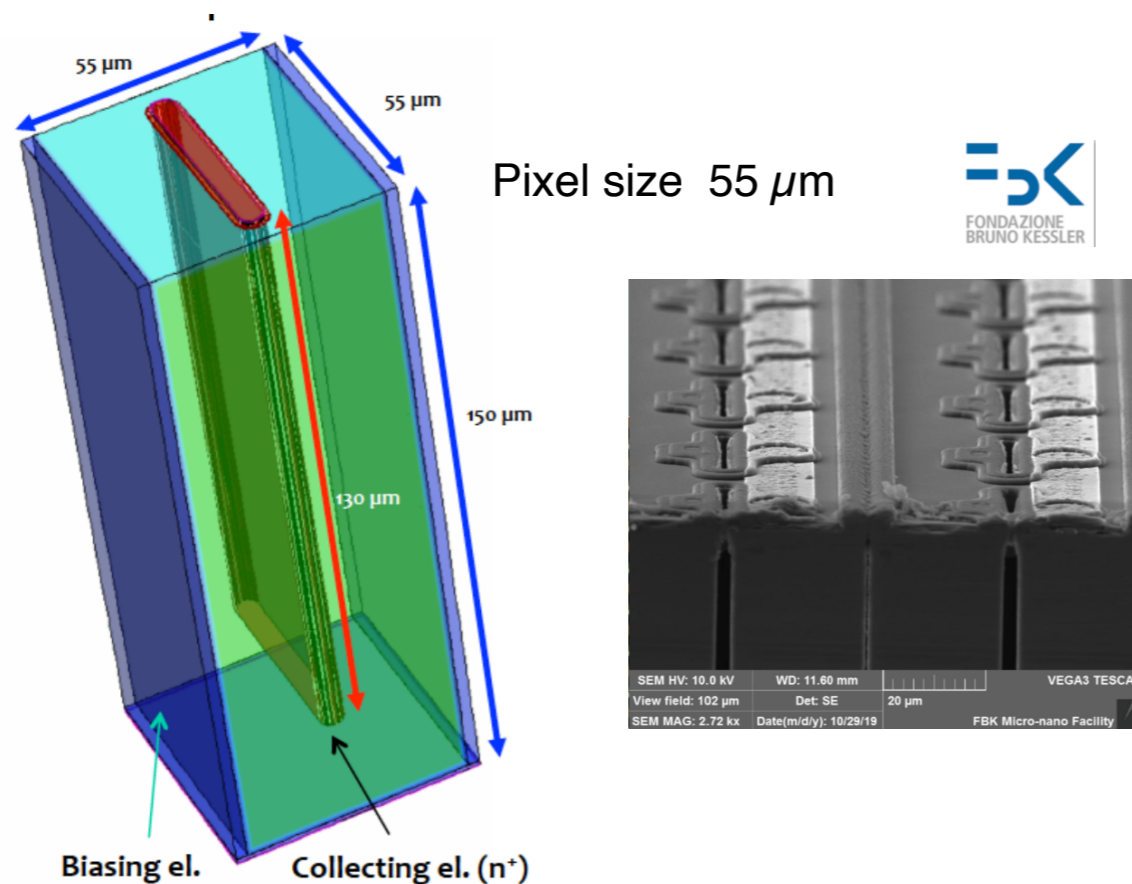 55 µm
55 µm
Pixel size 55 µm
FBK
FONDAZIONE
BRUNO KESSLER
150 µm
130 µm
SEM HV: 10.0 kV WD: 11.60 mm VEGA3 TESCA
View field: 102 µm Det: SE 20 µm
SEM MAG: 2.72 kx Date(m/d/y): 10/29/19 FBK Micro-nano Facility
Biasing el. Collecting el. (n⁺)